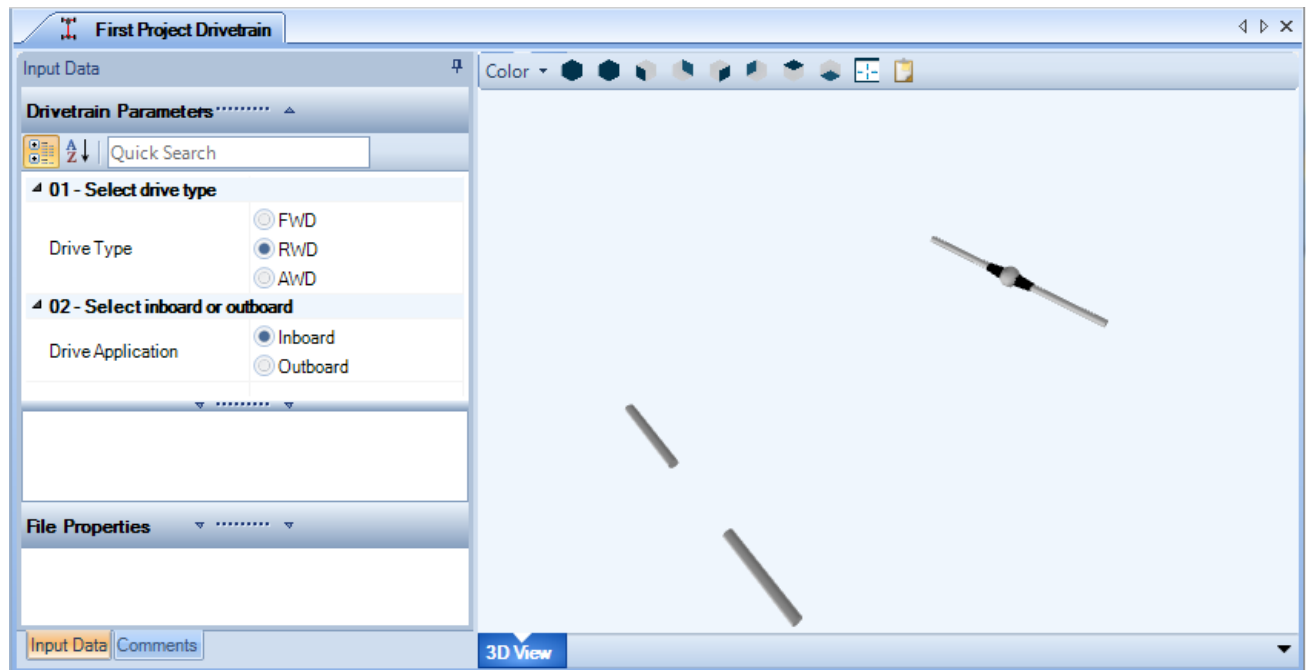 First Project Drivetrain
Input Data
Color
Drivetrain Parameters
A
Z
Quick Search
01 - Select drive type
Drive Type
FWD
RWD
AWD
02 - Select inboard or outboard
Drive Application
Inboard
Outboard
File Properties
Input Data
Comments
3D View